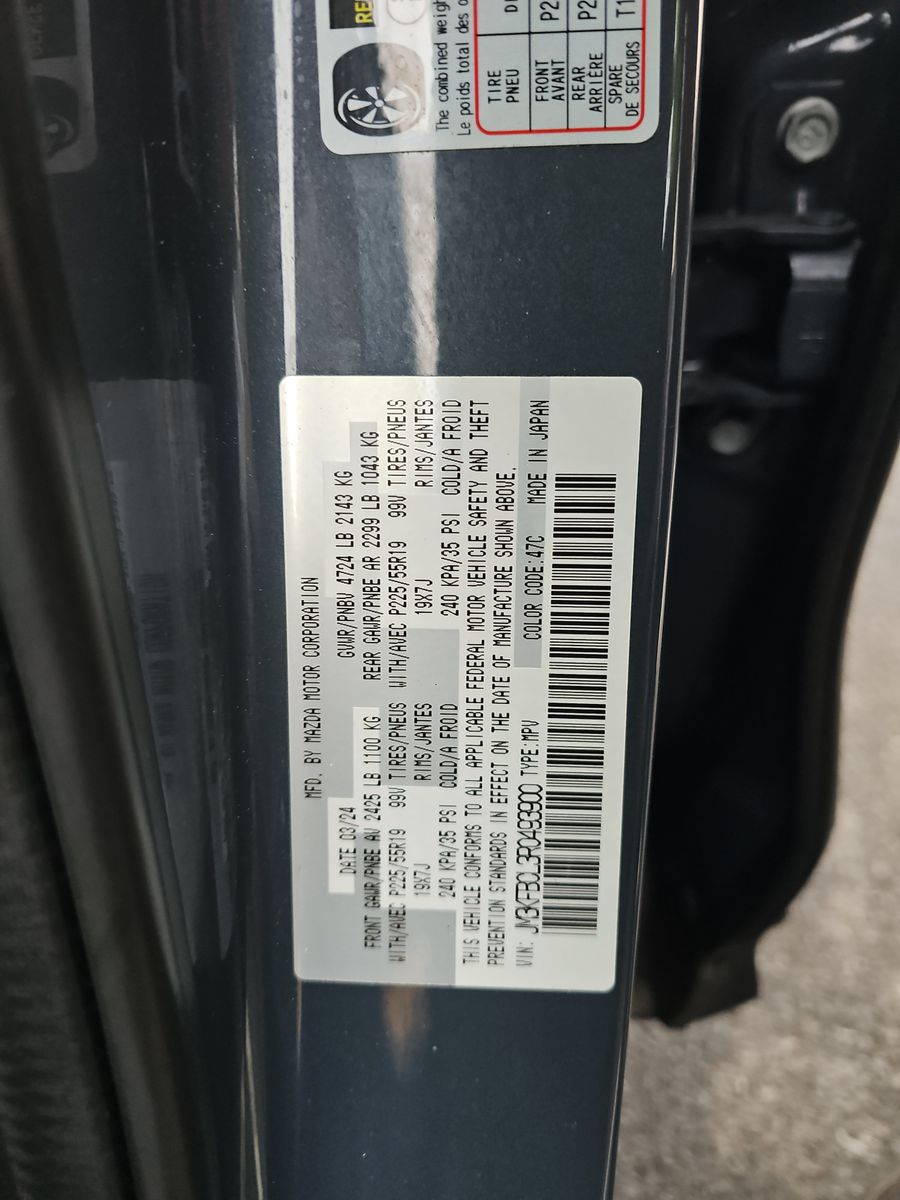 The combined weigh
Le poids total des o
TIRE
PNEU
DI
FRONT
AVANT
P2
REAR
ARRIÈRE
P2
SPARE
DE SECOURS
T1
MFD. BY MAZDA MOTOR CORPORATION
DATE 03/24 GVWR/PNBV 4724 LB 2143 KG
FRONT GAWR/PNBE AV 2425 LB 1100 KG REAR GAWR/PNBE AR 2299 LB 1043 KG
WITH/AVEC P225/55R19 99V TIRES/PNEUS WITH/AVEC P225/55R19 99V TIRES/PNEUS
19X7J RIMS/JANTES 19X7J RIMS/JANTES
240 KPA/35 PSI COLD/A FROID 240 KPA/35 PSI COLD/A FROID
THIS VEHICLE CONFORMS TO ALL APPLICABLE FEDERAL MOTOR VEHICLE SAFETY AND THEFT
PREVENTION STANDARDS IN EFFECT ON THE DATE OF MANUFACTURE SHOWN ABOVE.
VIN: JM3KFBCL3R0493900 TYPE:MPV COLOR CODE:47C MADE IN JAPAN